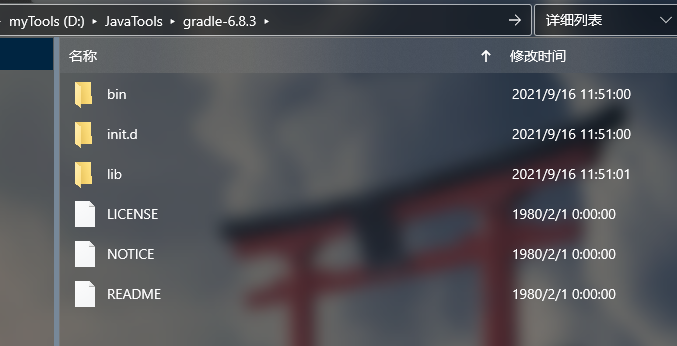 myTools (D:) › JavaTools › gradle-6.8.3 › 详细列表
名称 修改时间
bin 2021/9/16 11:51:00
init.d 2021/9/16 11:51:00
lib 2021/9/16 11:51:01
LICENSE 1980/2/1 0:00:00
NOTICE 1980/2/1 0:00:00
README 1980/2/1 0:00:00